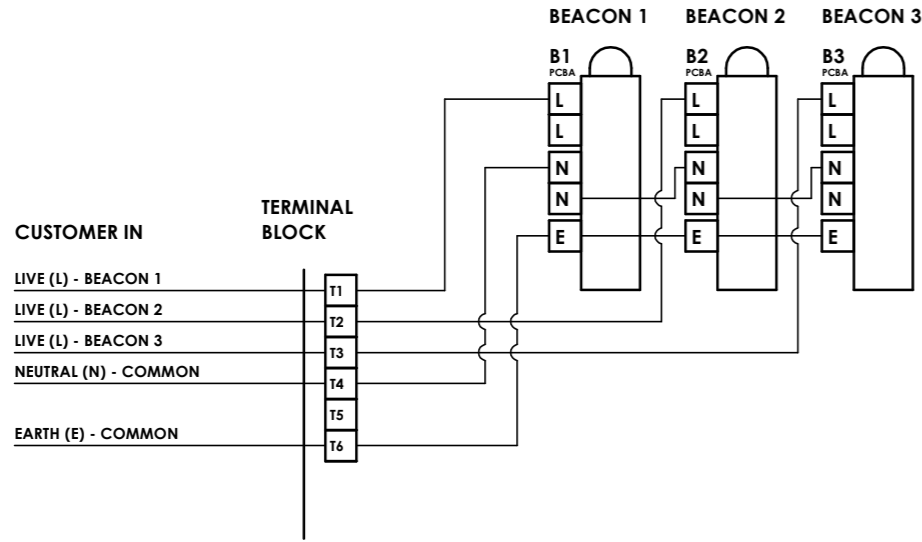 BEACON 1 BEACON 2 BEACON 3
B1 B2 B3
PCBA PCBA PCBA
L L L
L L L
N N N
N N N
E E E
TERMINAL
BLOCK
CUSTOMER IN
LIVE (L) - BEACON 1
T1
LIVE (L) - BEACON 2
T2
LIVE (L) - BEACON 3
T3
NEUTRAL (N) - COMMON
T4
T5
EARTH (E) - COMMON
T6